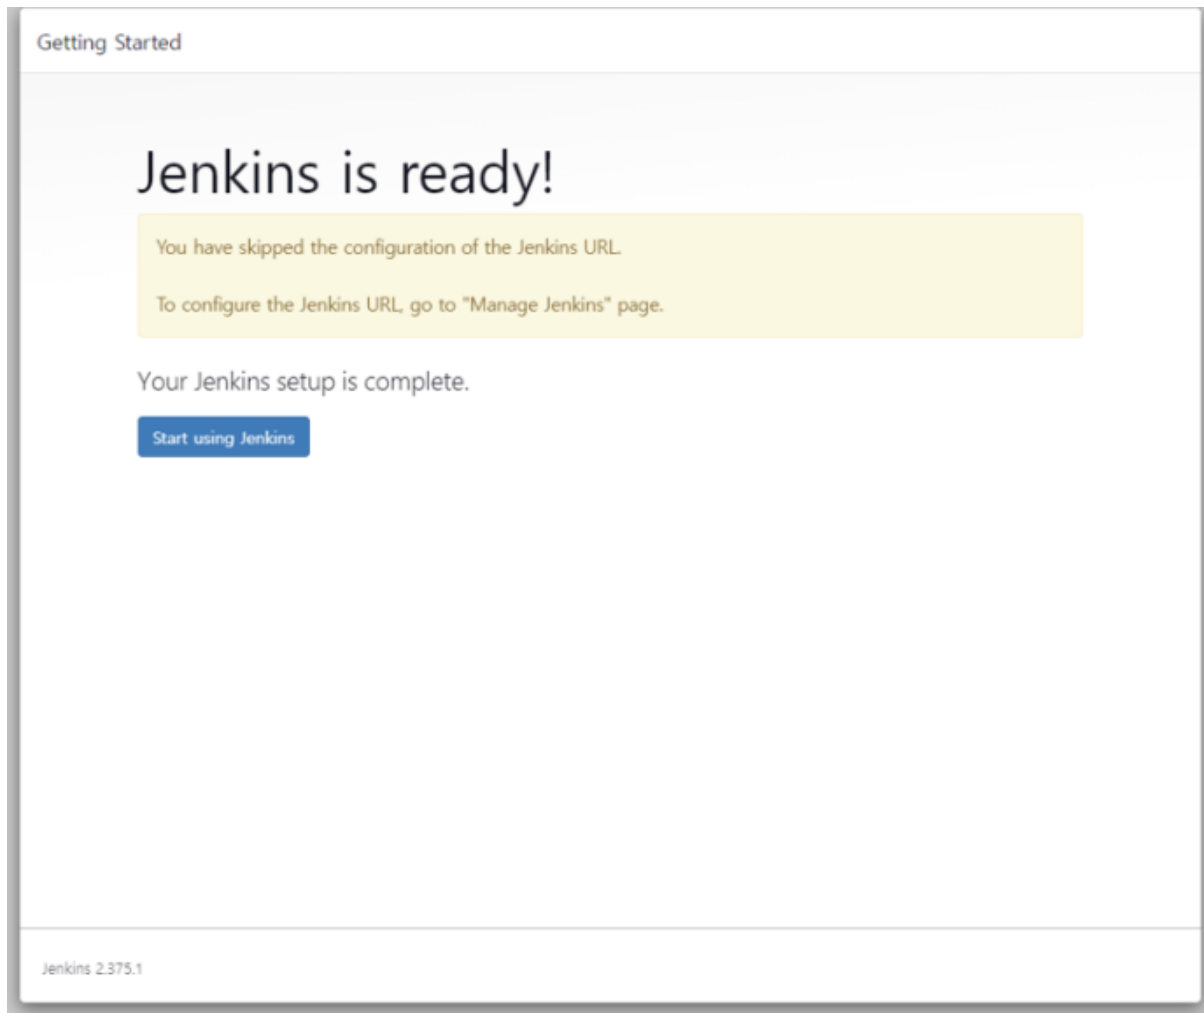 Getting Started
Jenkins is ready!
You have skipped the configuration of the Jenkins URL.
To configure the Jenkins URL, go to "Manage Jenkins" page.
Your Jenkins setup is complete.
Start using Jenkins
Jenkins 2.375.1